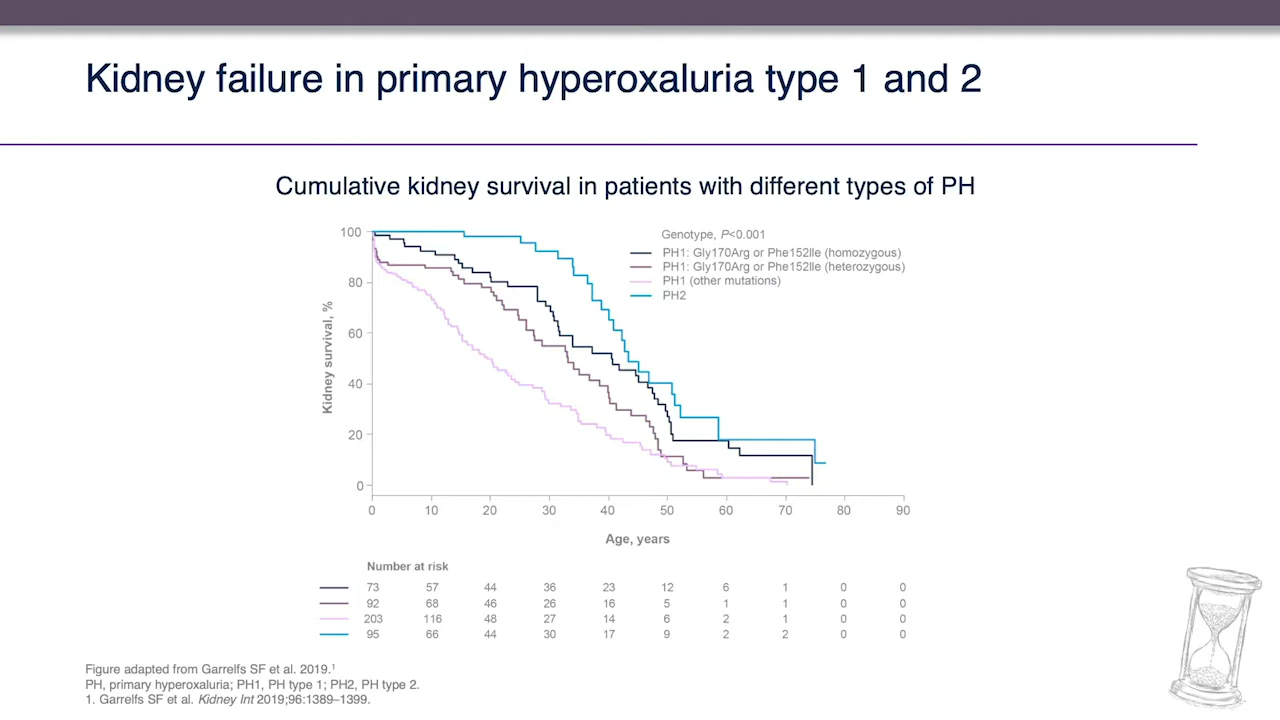 Kidney failure in primary hyperoxaluria type 1 and 2
Cumulative kidney survival in patients with different types of PH
Genotype, P<0.001
PH1: Gly170Arg or Phe152Ile (homozygous)
PH1: Gly170Arg or Phe152Ile (heterozygous)
PH1 (other mutations)
PH2
Kidney survival, %
100
80
60
40
20
0
0 10 20 30 40 50 60 70 80 90
Age, years
Number at risk
73 57 44 36 23 12 6 1 0 0
92 68 46 26 16 5 1 1 0 0
203 116 48 27 14 6 2 1 0 0
95 66 44 30 17 9 2 2 0 0
Figure adapted from Garrelfs SF et al. 2019.¹
PH, primary hyperoxaluria; PH1, PH type 1; PH2, PH type 2.
1. Garrelfs SF et al. Kidney Int 2019;96:1389–1399.